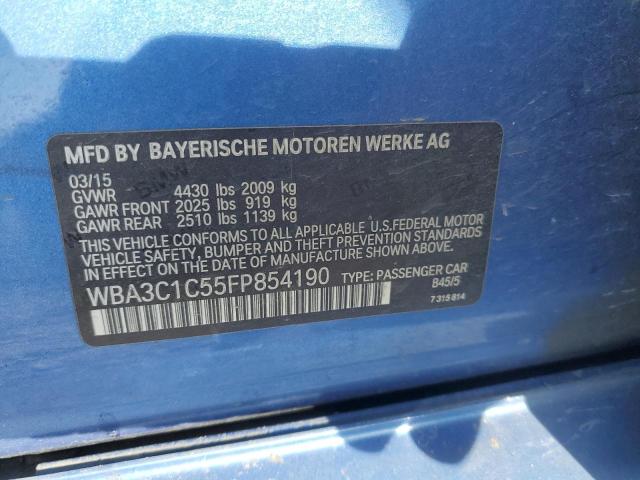 MFD BY BAYERISCHE MOTOREN WERKE AG
03/15
GVWR 4430 lbs 2009 kg
GAWR FRONT 2025 lbs 919 kg
GAWR REAR 2510 lbs 1139 kg
THIS VEHICLE CONFORMS TO ALL APPLICABLE U.S.FEDERAL MOTOR
VEHICLE SAFETY, BUMPER AND THEFT PREVENTION STANDARDS
IN EFFECT ON THE DATE OF MANUFACTURE SHOWN ABOVE.
WBA3C1C55FP854190 TYPE: PASSENGER CAR
B45/5
7315814